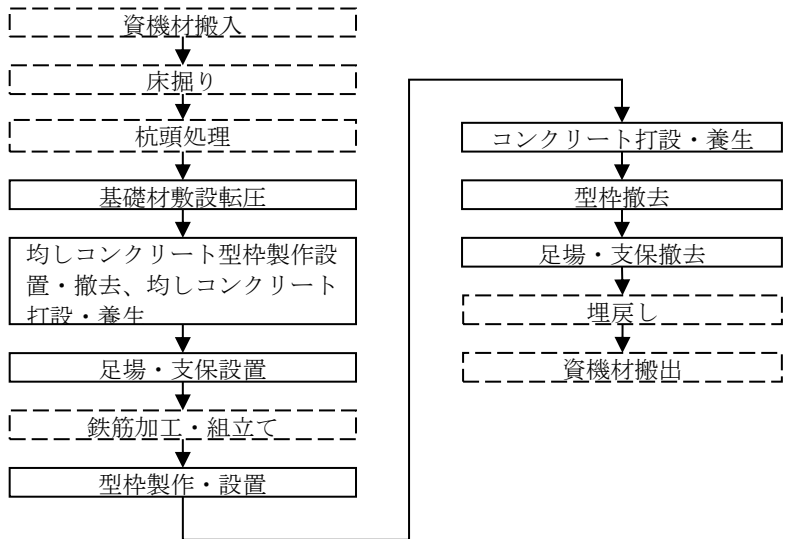 資機材搬入
床掘り
杭頭処理
基礎材敷設転圧
均しコンクリート型枠製作設
置・撤去、均しコンクリート
打設・養生
足場・支保設置
鉄筋加工・組立て
型枠製作・設置
コンクリート打設・養生
型枠撤去
足場・支保撤去
埋戻し
資機材搬出